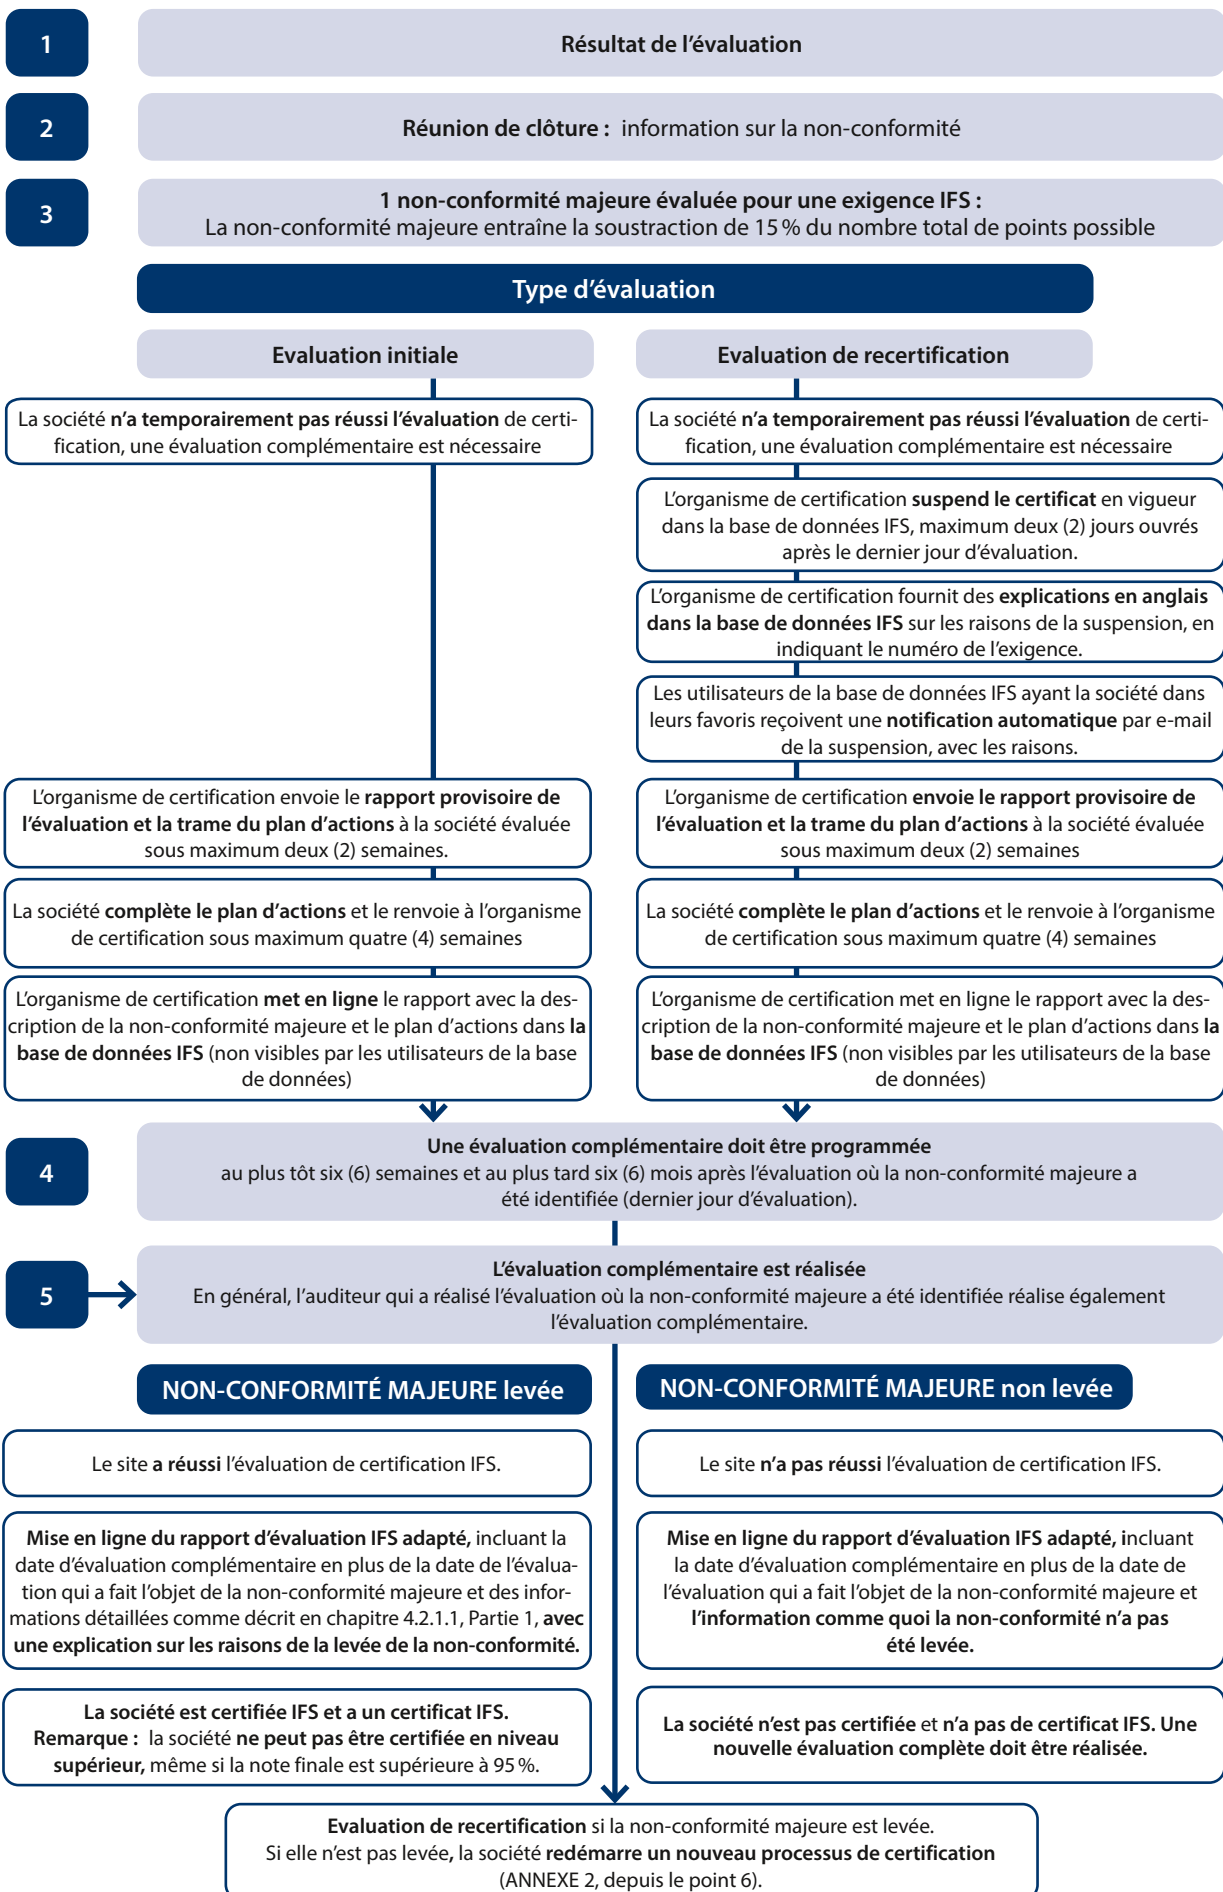 1
Résultat de l'évaluation
2
Réunion de clôture : information sur la non-conformité
3
1 non-conformité majeure évaluée pour une exigence IFS :
La non-conformité majeure entraîne la soustraction de 15 % du nombre total de points possible
Type d'évaluation
Evaluation initiale
La société n'a temporairement pas réussi l'évaluation de certi-
fication, une évaluation complémentaire est nécessaire
L'organisme de certification envoie le rapport provisoire de
l'évaluation et la trame du plan d'actions à la société évaluée
sous maximum deux (2) semaines.
La société complète le plan d'actions et le renvoie à l'organisme
de certification sous maximum quatre (4) semaines
L'organisme de certification met en ligne le rapport avec la des-
cription de la non-conformité majeure et le plan d'actions dans la
base de données IFS (non visibles par les utilisateurs de la base
de données)
Evaluation de recertification
La société n'a temporairement pas réussi l'évaluation de certi-
fication, une évaluation complémentaire est nécessaire
L'organisme de certification suspend le certificat en vigueur
dans la base de données IFS, maximum deux (2) jours ouvrés
après le dernier jour d'évaluation.
L'organisme de certification fournit des explications en anglais
dans la base de données IFS sur les raisons de la suspension, en
indiquant le numéro de l'exigence.
Les utilisateurs de la base de données IFS ayant la société dans
leurs favoris reçoivent une notification automatique par e-mail
de la suspension, avec les raisons.
L'organisme de certification envoie le rapport provisoire de
l'évaluation et la trame du plan d'actions à la société évaluée
sous maximum deux (2) semaines
La société complète le plan d'actions et le renvoie à l'organisme
de certification sous maximum quatre (4) semaines
L'organisme de certification met en ligne le rapport avec la des-
cription de la non-conformité majeure et le plan d'actions dans la
base de données IFS (non visibles par les utilisateurs de la base
de données)
4
Une évaluation complémentaire doit être programmée
au plus tôt six (6) semaines et au plus tard six (6) mois après l'évaluation où la non-conformité majeure a
été identifiée (dernier jour d'évaluation).
5
L'évaluation complémentaire est réalisée
En général, l'auditeur qui a réalisé l'évaluation où la non-conformité majeure a été identifiée réalise également
l'évaluation complémentaire.
NON-CONFORMITÉ MAJEURE levée
Le site a réussi l'évaluation de certification IFS.
Mise en ligne du rapport d'évaluation IFS adapté, incluant la
date d'évaluation complémentaire en plus de la date de l'évalua-
tion qui a fait l'objet de la non-conformité majeure et des infor-
mations détaillées comme décrit en chapitre 4.2.1.1, Partie 1, avec
une explication sur les raisons de la levée de la non-conformité.
La société est certifiée IFS et a un certificat IFS.
Remarque : la société ne peut pas être certifiée en niveau
supérieur, même si la note finale est supérieure à 95 %.
NON-CONFORMITÉ MAJEURE non levée
Le site n'a pas réussi l'évaluation de certification IFS.
Mise en ligne du rapport d'évaluation IFS adapté, incluant
la date d'évaluation complémentaire en plus de la date de
l'évaluation qui a fait l'objet de la non-conformité majeure et
l'information comme quoi la non-conformité n'a pas
été levée.
La société n'est pas certifiée et n'a pas de certificat IFS. Une
nouvelle évaluation complète doit être réalisée.
Evaluation de recertification si la non-conformité majeure est levée.
Si elle n'est pas levée, la société redémarre un nouveau processus de certification
(ANNEXE 2, depuis le point 6).